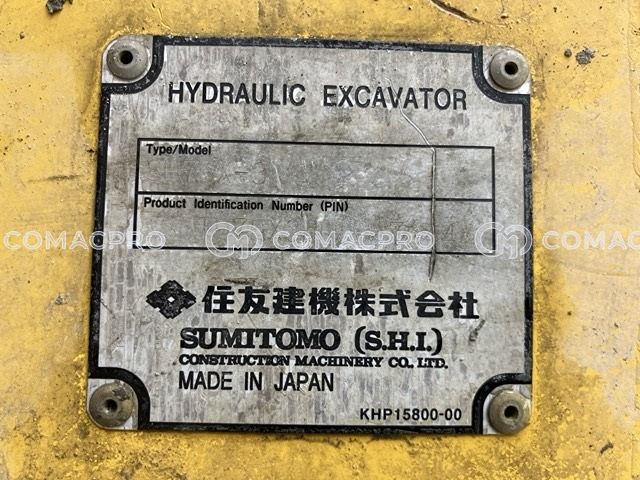 HYDRAULIC EXCAVATOR
Type/Model
Product Identification Number (PIN)
COMACPRO COMACPRO COMACPRO
住友建機株式会社
SUMITOMO (S.H.I.)
CONSTRUCTION MACHINERY CO., LTD.
MADE IN JAPAN
KHP15800-00